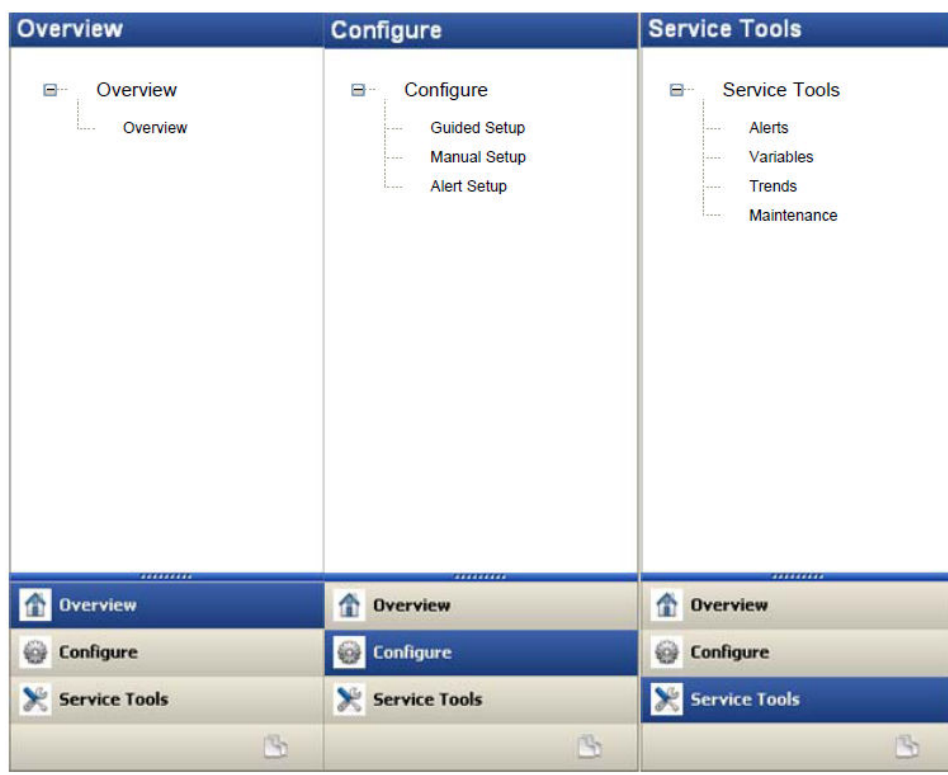 Overview
Overview
Overview
Overview
Configure
Service Tools
Configure
Configure
Guided Setup
Manual Setup
Alert Setup
Overview
Configure
Service Tools
Service Tools
Service Tools
Alerts
Variables
Trends
Maintenance
Overview
Configure
Service Tools